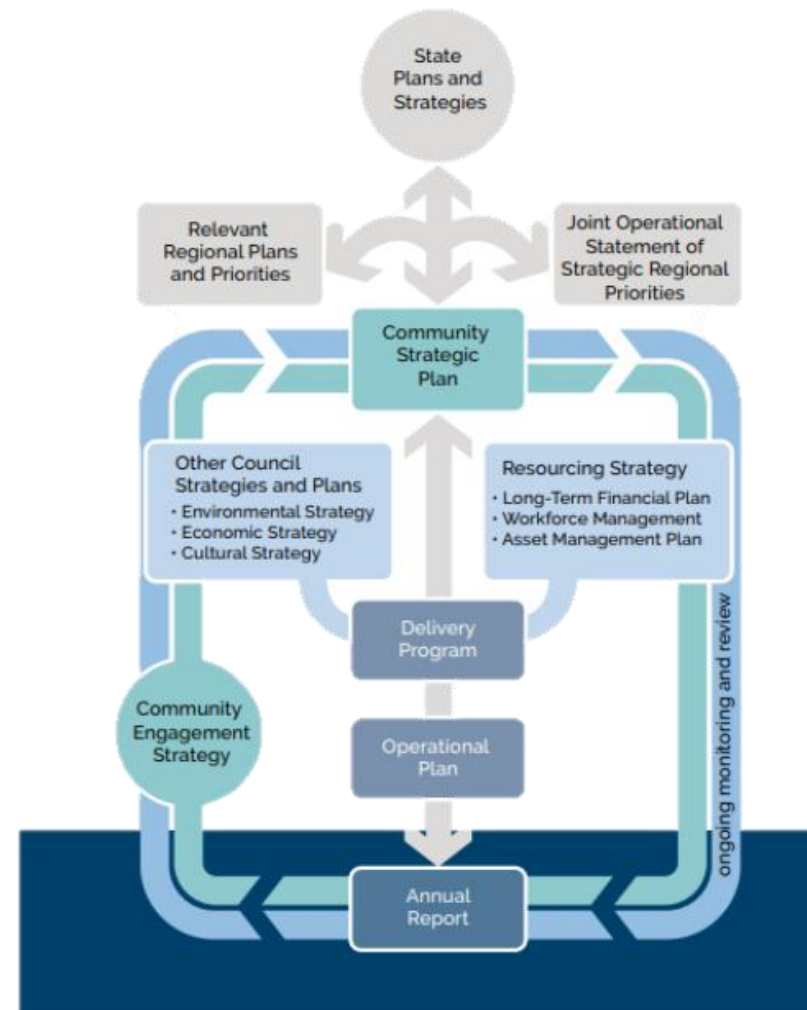 State
Plans and
Strategies
Relevant
Regional Plans
and Priorities
Joint Operational
Statement of
Strategic Regional
Priorities
Community
Strategic
Plan
Other Council
Strategies and Plans
• Environmental Strategy
• Economic Strategy
• Cultural Strategy
Resourcing Strategy
• Long-Term Financial Plan
• Workforce Management
• Asset Management Plan
Delivery
Program
Community
Engagement
Strategy
Operational
Plan
ongoing monitoring and review
Annual
Report